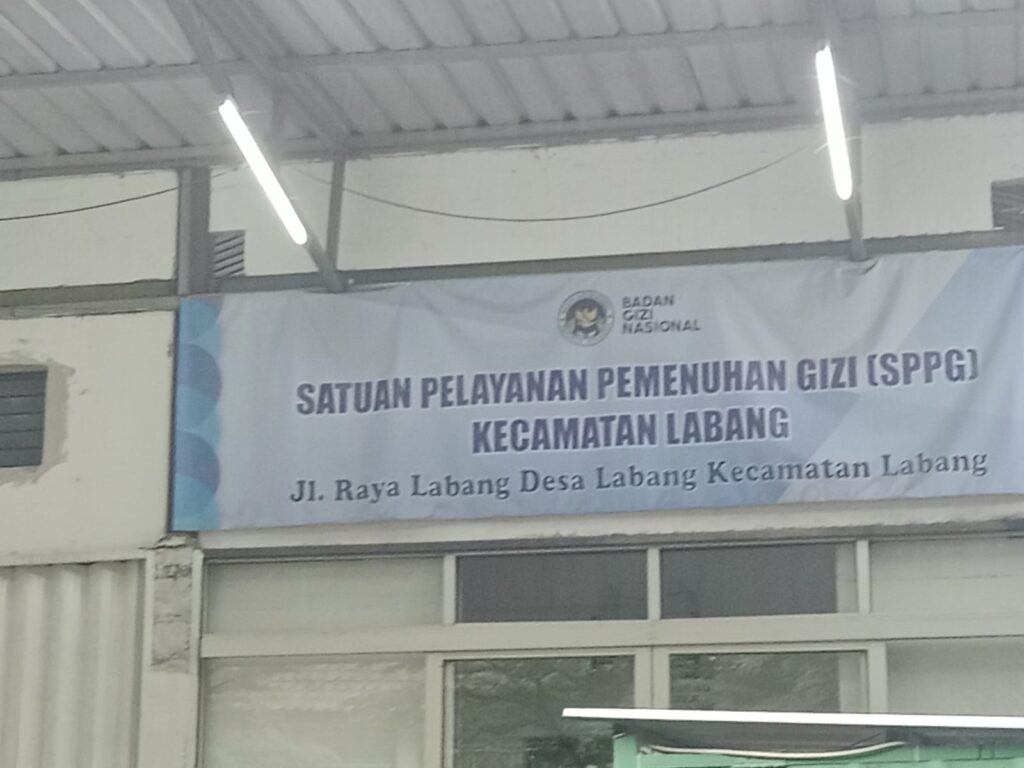 BADAN
GIZI
NASIONAL
SATUAN PELAYANAN PEMENUHAN GIZI (SPPG)
KECAMATAN LABANG
Jl. Raya Labang Desa Labang Kecamatan Labang